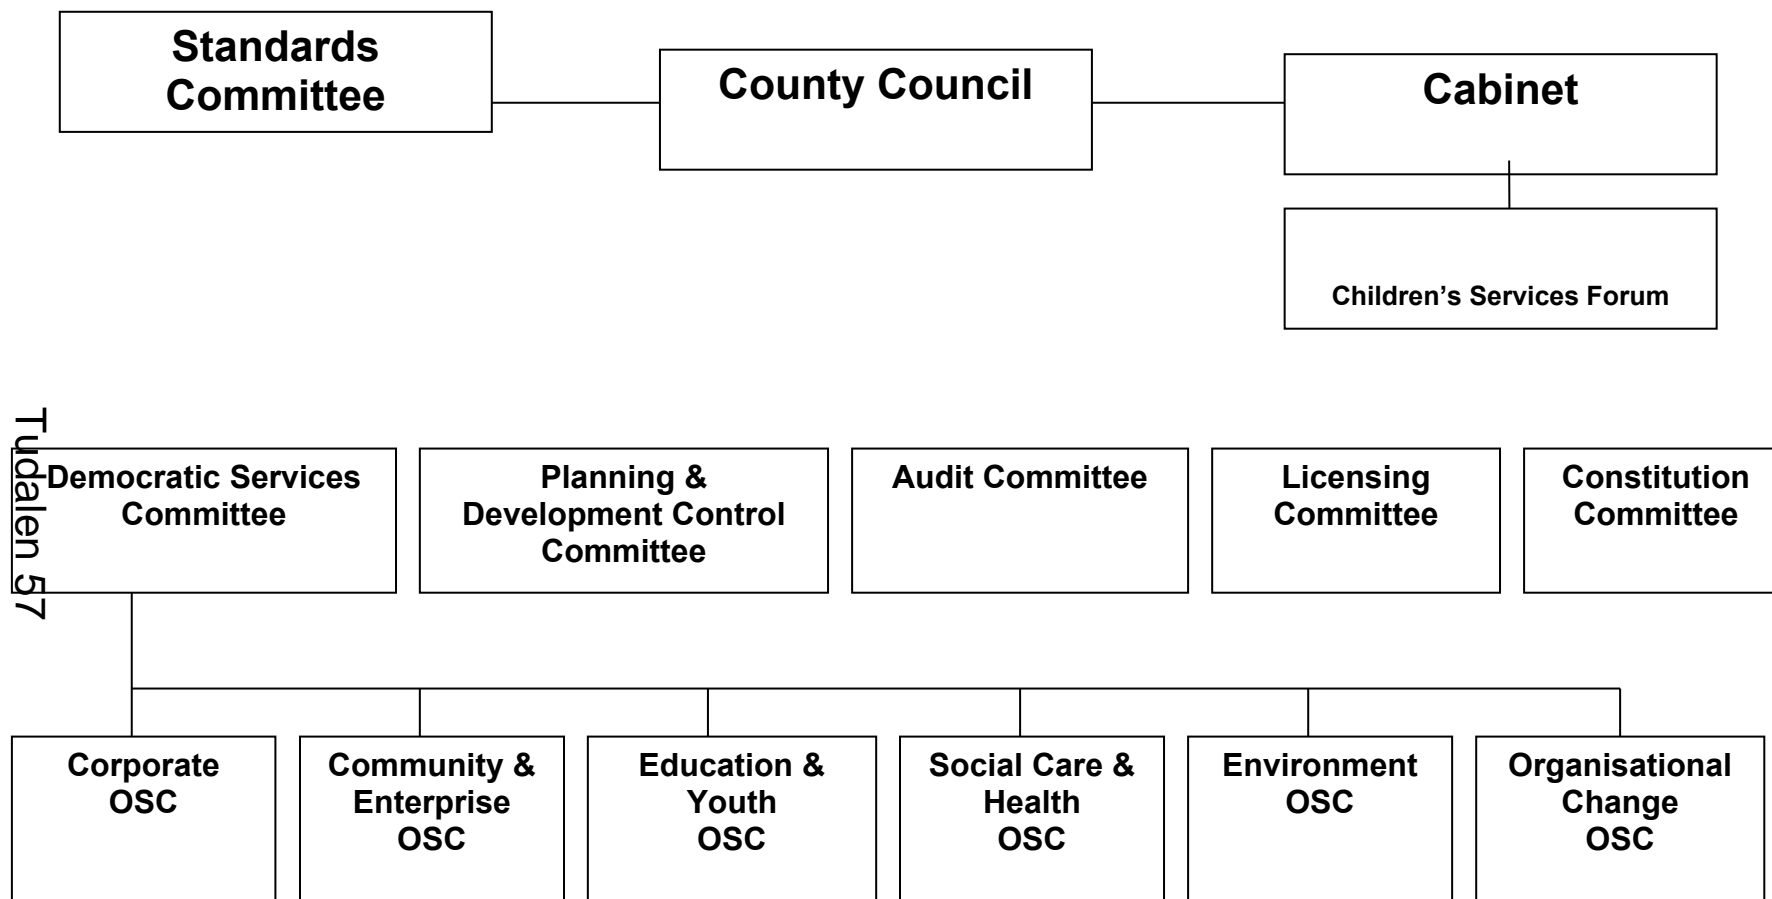 Standards
Committee
County Council
Cabinet
Children’s Services Forum
Tudalen 57
Democratic Services
Committee
Planning &
Development Control
Committee
Audit Committee
Licensing
Committee
Constitution
Committee
Corporate
OSC
Community &
Enterprise
OSC
Education &
Youth
OSC
Social Care &
Health
OSC
Environment
OSC
Organisational
Change
OSC